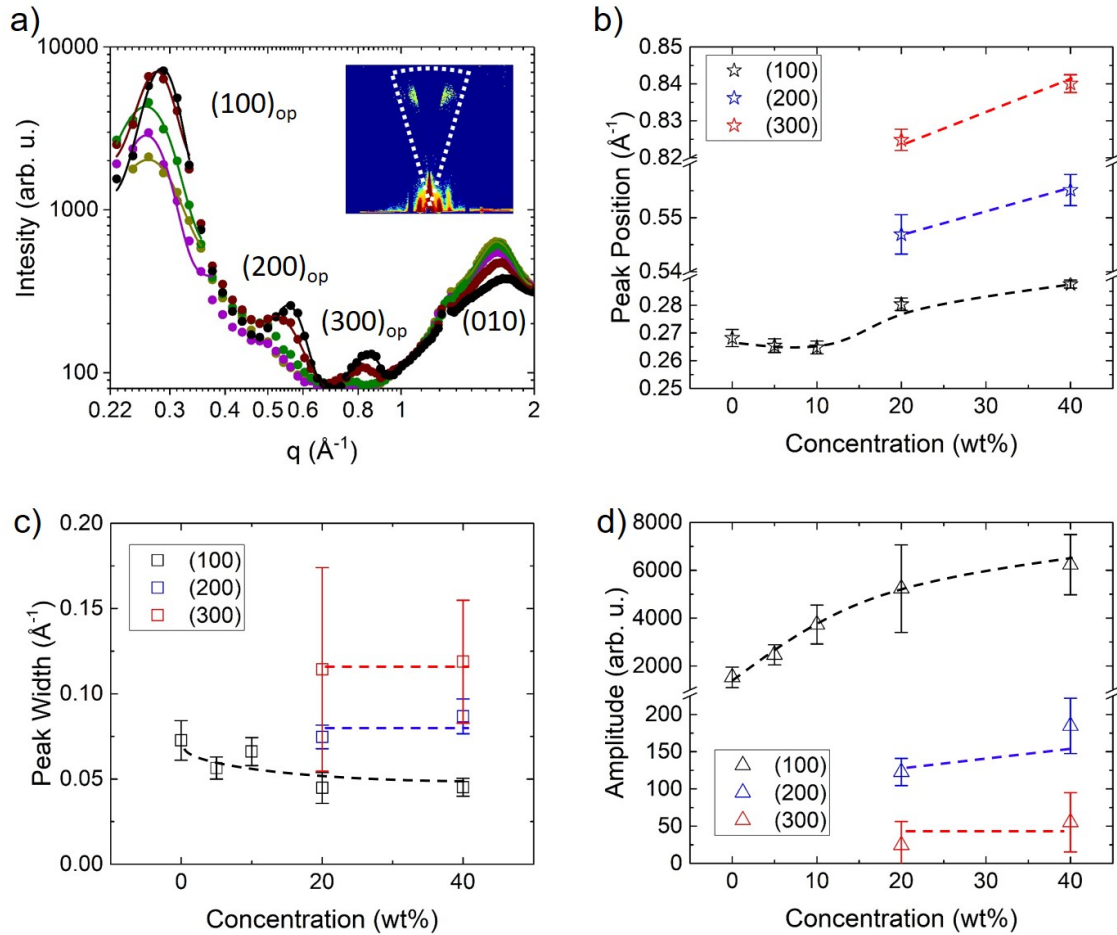 a)
Intesity (arb. u.)
10000
1000
100
(100)op
(200)op
(300)op
(010)
0.22 0.3 0.4 0.5 0.6 0.8 1 2
q (Å-1)
b)
Peak Position (Å-1)
0.85
0.84
0.83
0.82
0.55
0.54
0.28
0.27
0.26
0.25
(100)
(200)
(300)
0 10 20 30 40
Concentration (wt%)
c)
Peak Width (Å-1)
0.20
0.15
0.10
0.05
0.00
(100)
(200)
(300)
0 20 40
Concentration (wt%)
d)
Amplitude (arb. u.)
8000
6000
4000
2000
200
150
100
50
0
(100)
(200)
(300)
0 10 20 30 40
Concentration (wt%)